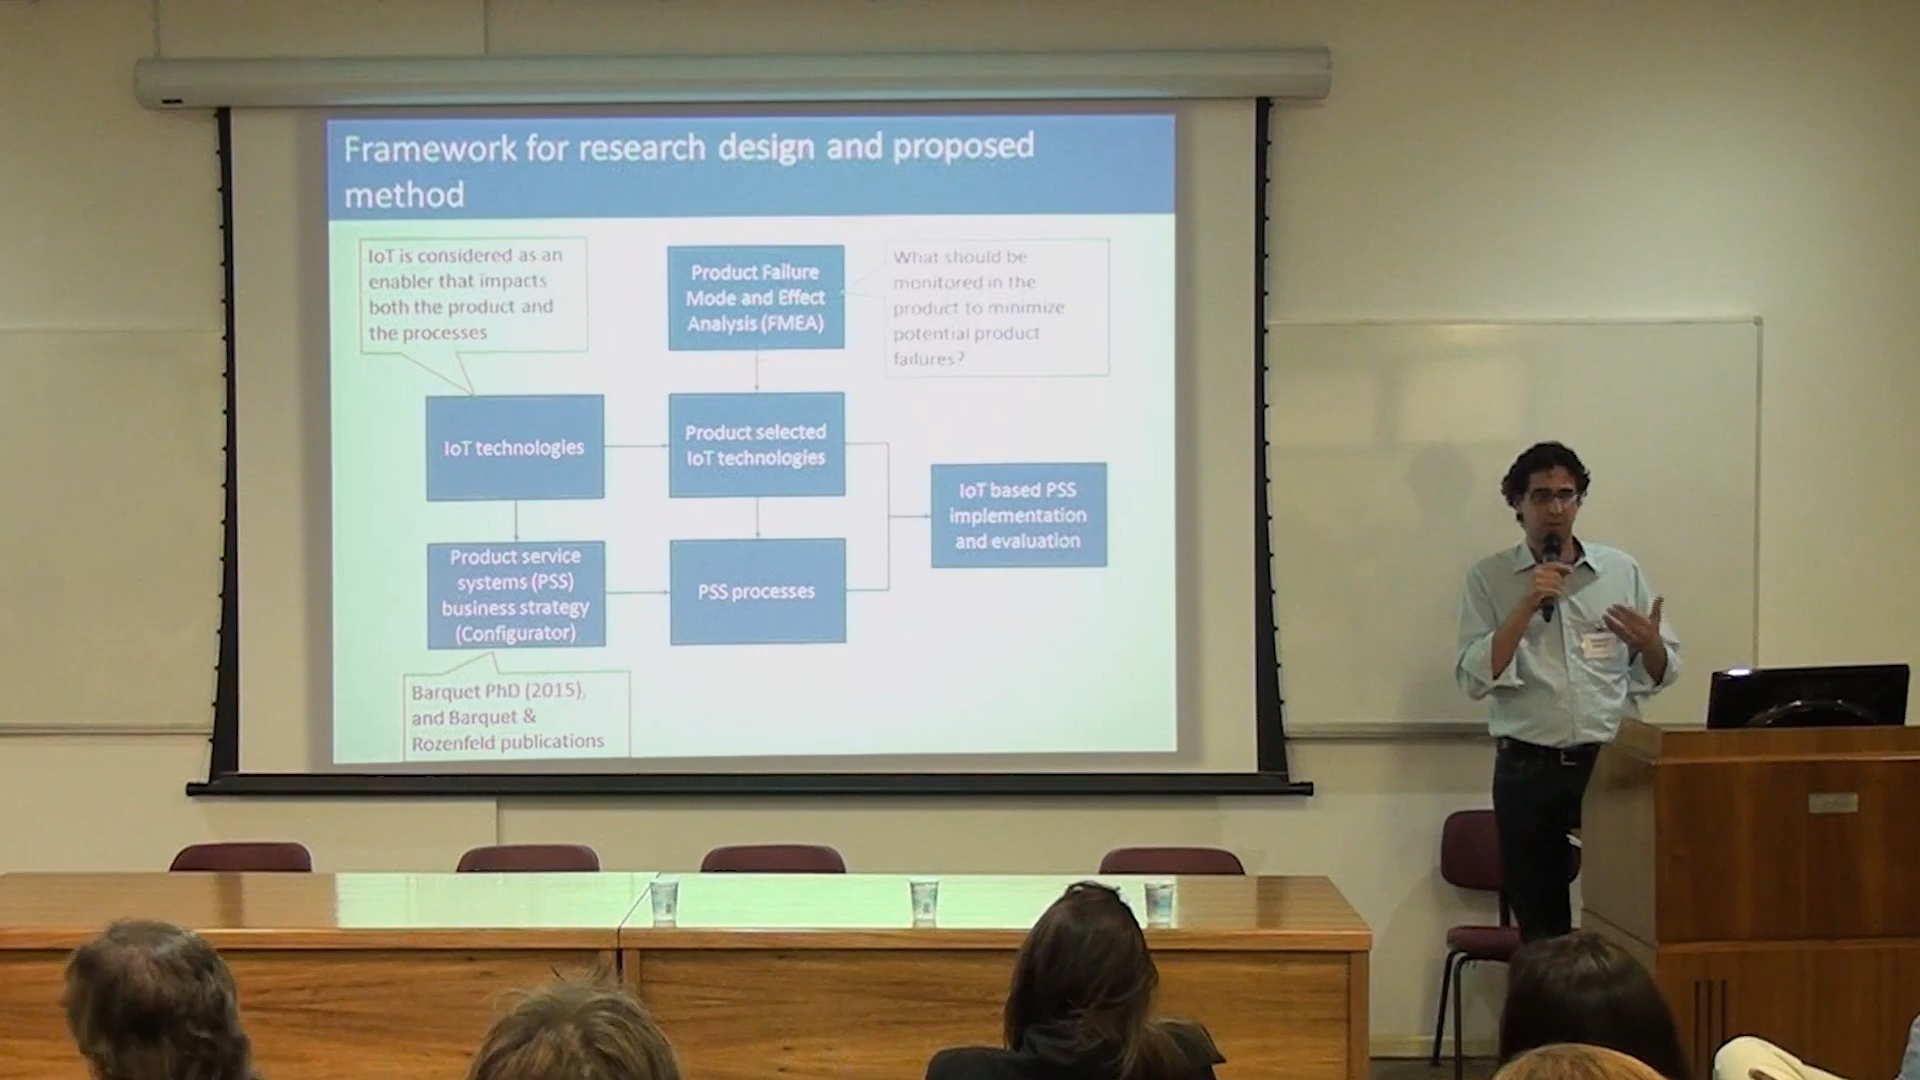 Framework for research design and proposed
method
IoT is considered as an
enabler that impacts
both the product and
the processes
Product Failure
Mode and Effect
Analysis (FMEA)
What should be
monitored in the
product to minimize
potential product
failures?
IoT technologies
Product selected
IoT technologies
IoT based PSS
implementation
and evaluation
Product service
systems (PSS)
business strategy
(Configurator)
PSS processes
Barquet PhD (2015),
and Barquet &
Rozenfeld publications